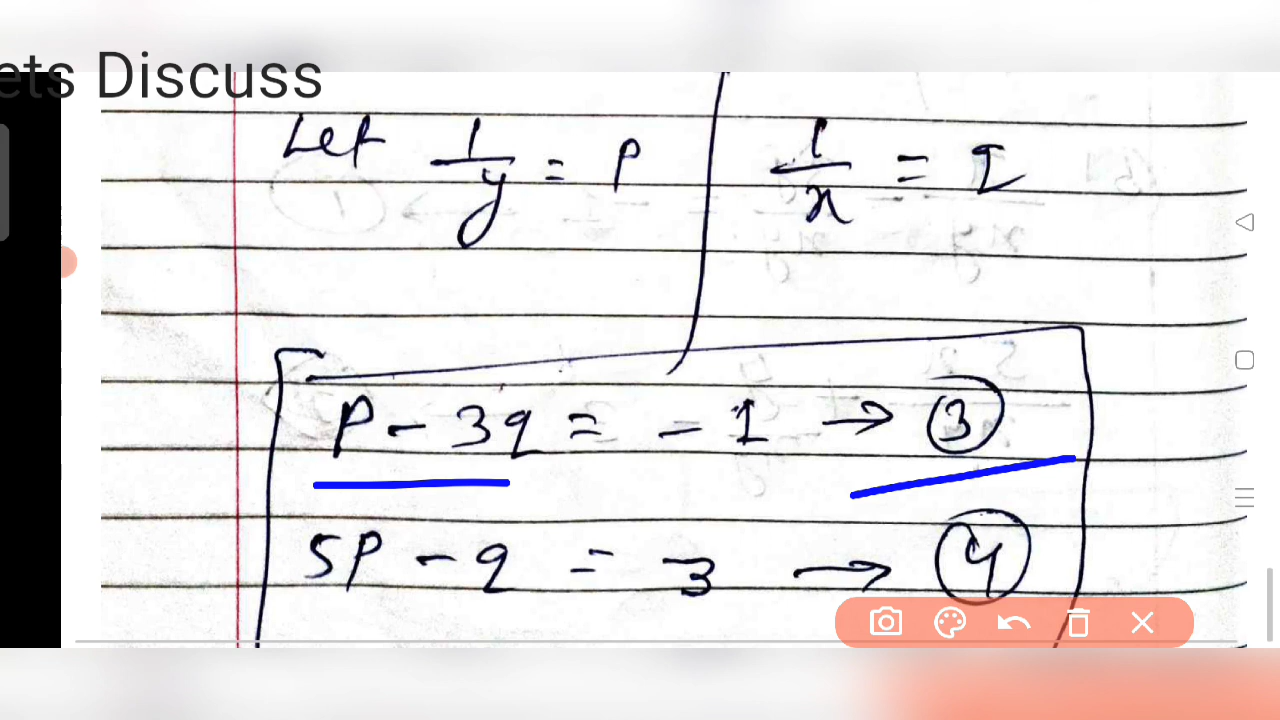 ets Discuss
Let 1/y = P | 1/x = q
P - 3q = - 1 → ③
5P - q = 3 → ④